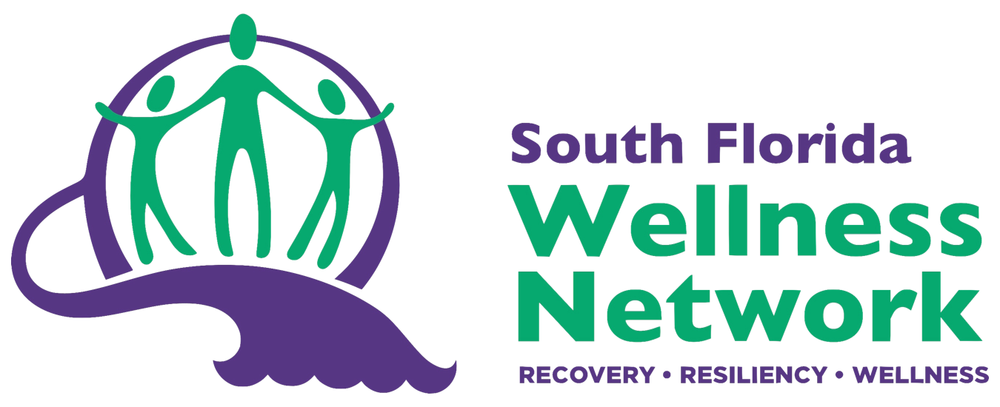 South Florida
Wellness
Network
RECOVERY • RESILIENCY • WELLNESS